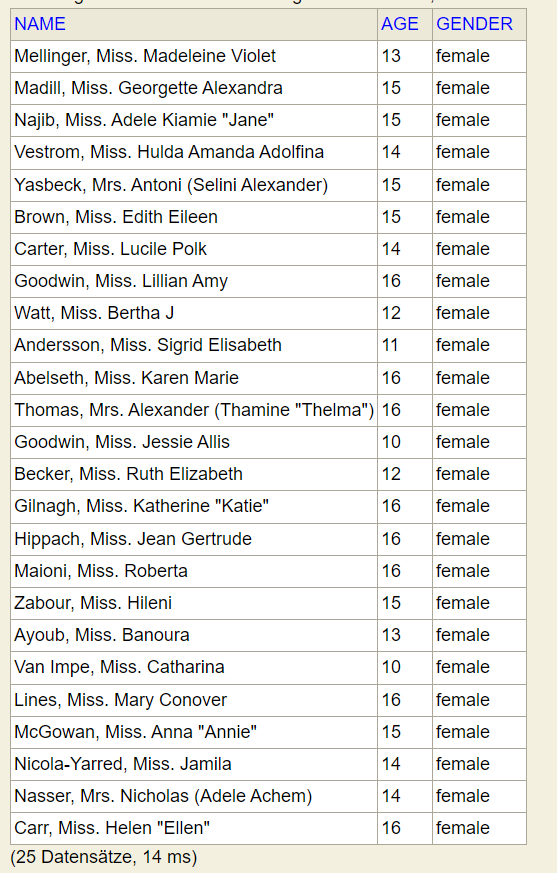 NAME AGE GENDER
Mellinger, Miss. Madeleine Violet 13 female
Madill, Miss. Georgette Alexandra 15 female
Najib, Miss. Adele Kiamie "Jane" 15 female
Vestrom, Miss. Hulda Amanda Adolfina 14 female
Yasbeck, Mrs. Antoni (Selini Alexander) 15 female
Brown, Miss. Edith Eileen 15 female
Carter, Miss. Lucile Polk 14 female
Goodwin, Miss. Lillian Amy 16 female
Watt, Miss. Bertha J 12 female
Andersson, Miss. Sigrid Elisabeth 11 female
Abelseth, Miss. Karen Marie 16 female
Thomas, Mrs. Alexander (Thamine "Thelma") 16 female
Goodwin, Miss. Jessie Allis 10 female
Becker, Miss. Ruth Elizabeth 12 female
Gilnagh, Miss. Katherine "Katie" 16 female
Hippach, Miss. Jean Gertrude 16 female
Maioni, Miss. Roberta 16 female
Zabour, Miss. Hileni 15 female
Ayoub, Miss. Banoura 13 female
Van Impe, Miss. Catharina 10 female
Lines, Miss. Mary Conover 16 female
McGowan, Miss. Anna "Annie" 15 female
Nicola-Yarred, Miss. Jamila 14 female
Nasser, Mrs. Nicholas (Adele Achem) 14 female
Carr, Miss. Helen "Ellen" 16 female
(25 Datensätze, 14 ms)